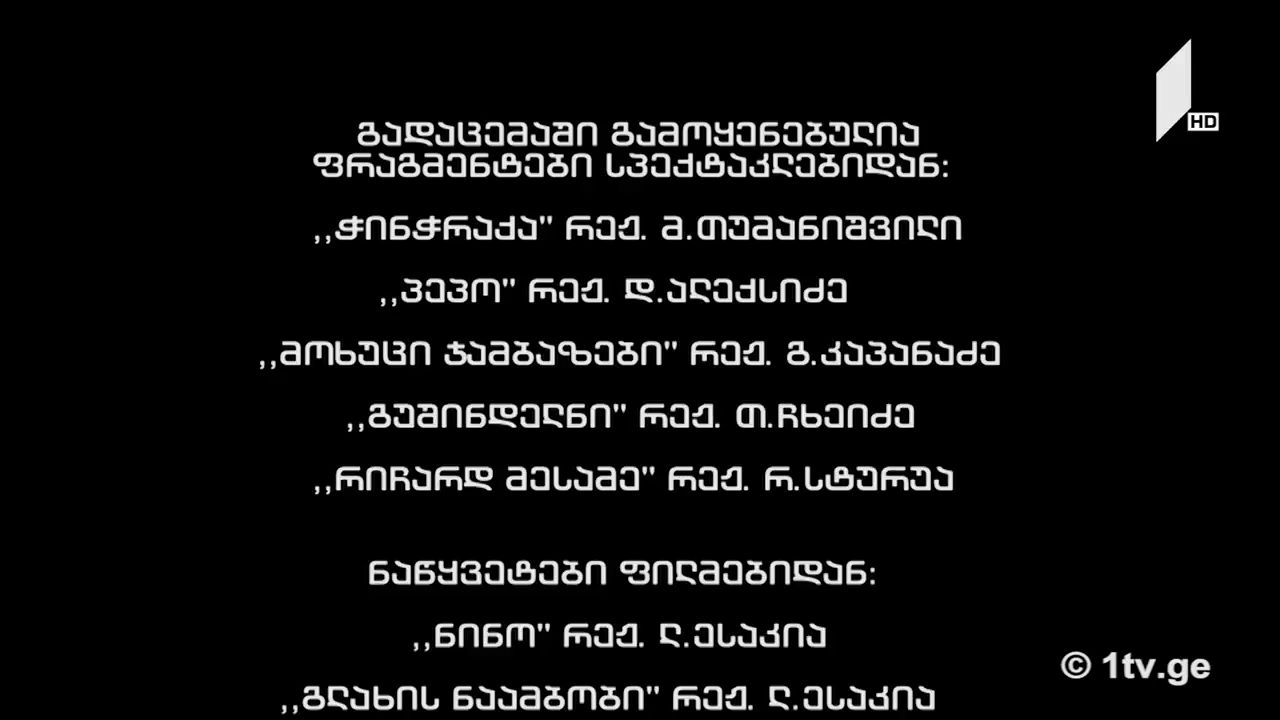 HD
გადაცემაში გამოყენებულია
ფრაგმენტები სპექტაკლებიდან:
,,ჭინჭრაქა" რეჟ. მ.თუმანიშვილი
,,პეპო" რეჟ. დ.ალექსიძე
,,მოხუცი ჯამბაზები" რეჟ. გ.კაპანაძე
,,გუშინდელნი" რეჟ. თ.ჩხეიძე
,,რიჩარდ მესამე" რეჟ. რ.სტურუა
ნაწყვეტები ფილმებიდან:
,,ნინო" რეჟ. ლ.ესაკია
© 1tv.ge
,,გლახის ნაამბობი" რეჟ. ლ.ესაკია